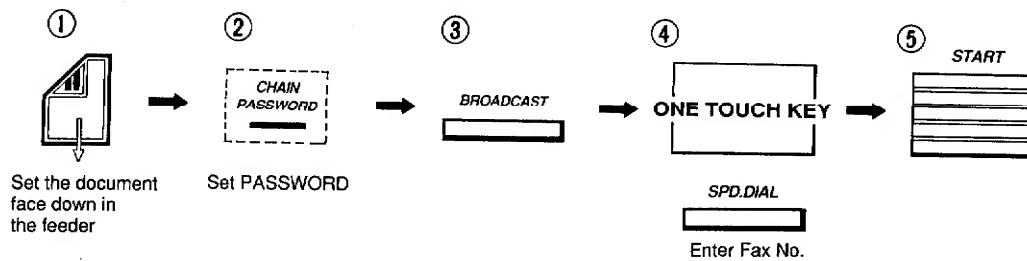 ①
CHAIN
PASSWORD
Set the document
face down in
the feeder
②
Set PASSWORD
③
BROADCAST
④
ONE TOUCH KEY
SPD.DIAL
Enter Fax No.
⑤
START